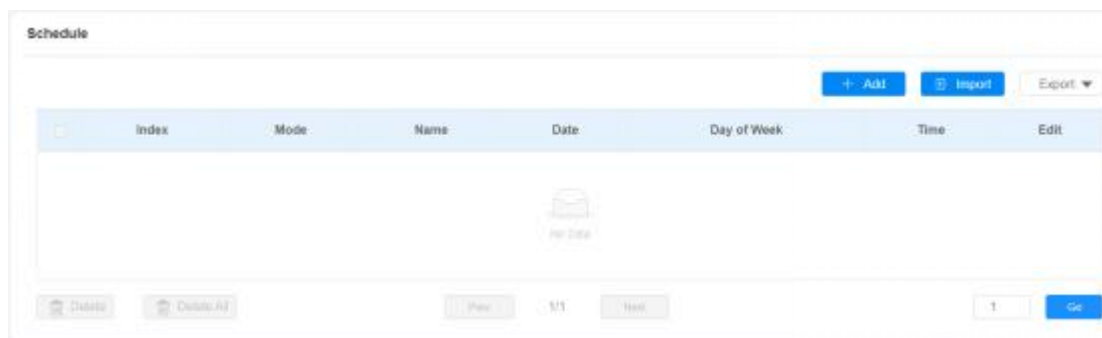 Schedule
+ Add Import Export
Index Mode Name Date Day of Week Time Edit
No Data
Delete Delete All Prev 1/1 Next 1 Go